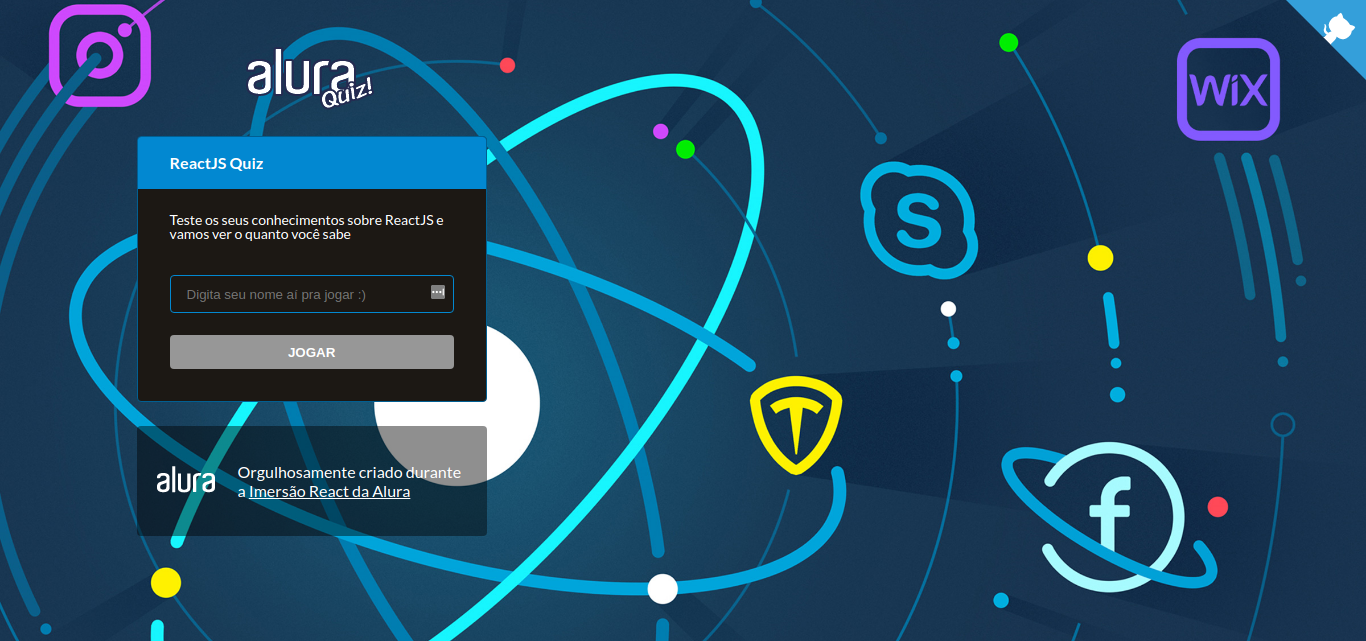 alura
Quiz!
WiX
ReactJS Quiz
Teste os seus conhecimentos sobre ReactJS e
vamos ver o quanto você sabe
Digita seu nome aí pra jogar :)
JOGAR
S
T
f
alura
Orgulhosamente criado durante
a Imersão React da Alura